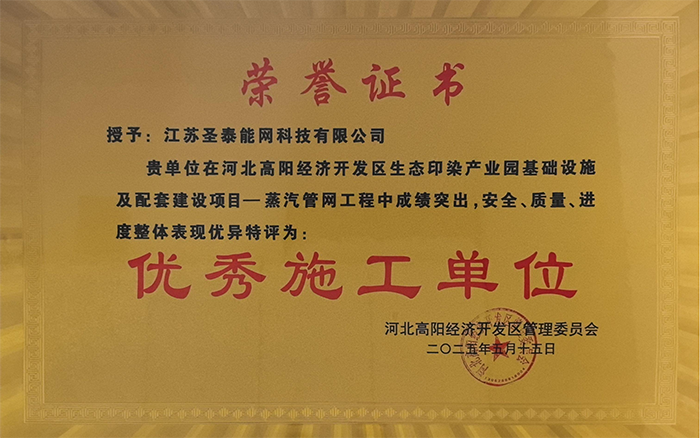 荣誉证书
授予：江苏圣泰能网科技有限公司
贵单位在河北高阳经济开发区生态印染产业园基础设施
及配套建设项目—蒸汽管网工程中成绩突出，安全、质量、进
度整体表现优异特评为：
优秀施工单位
河北高阳经济开发区管理委员会
二〇二五年五月十五日